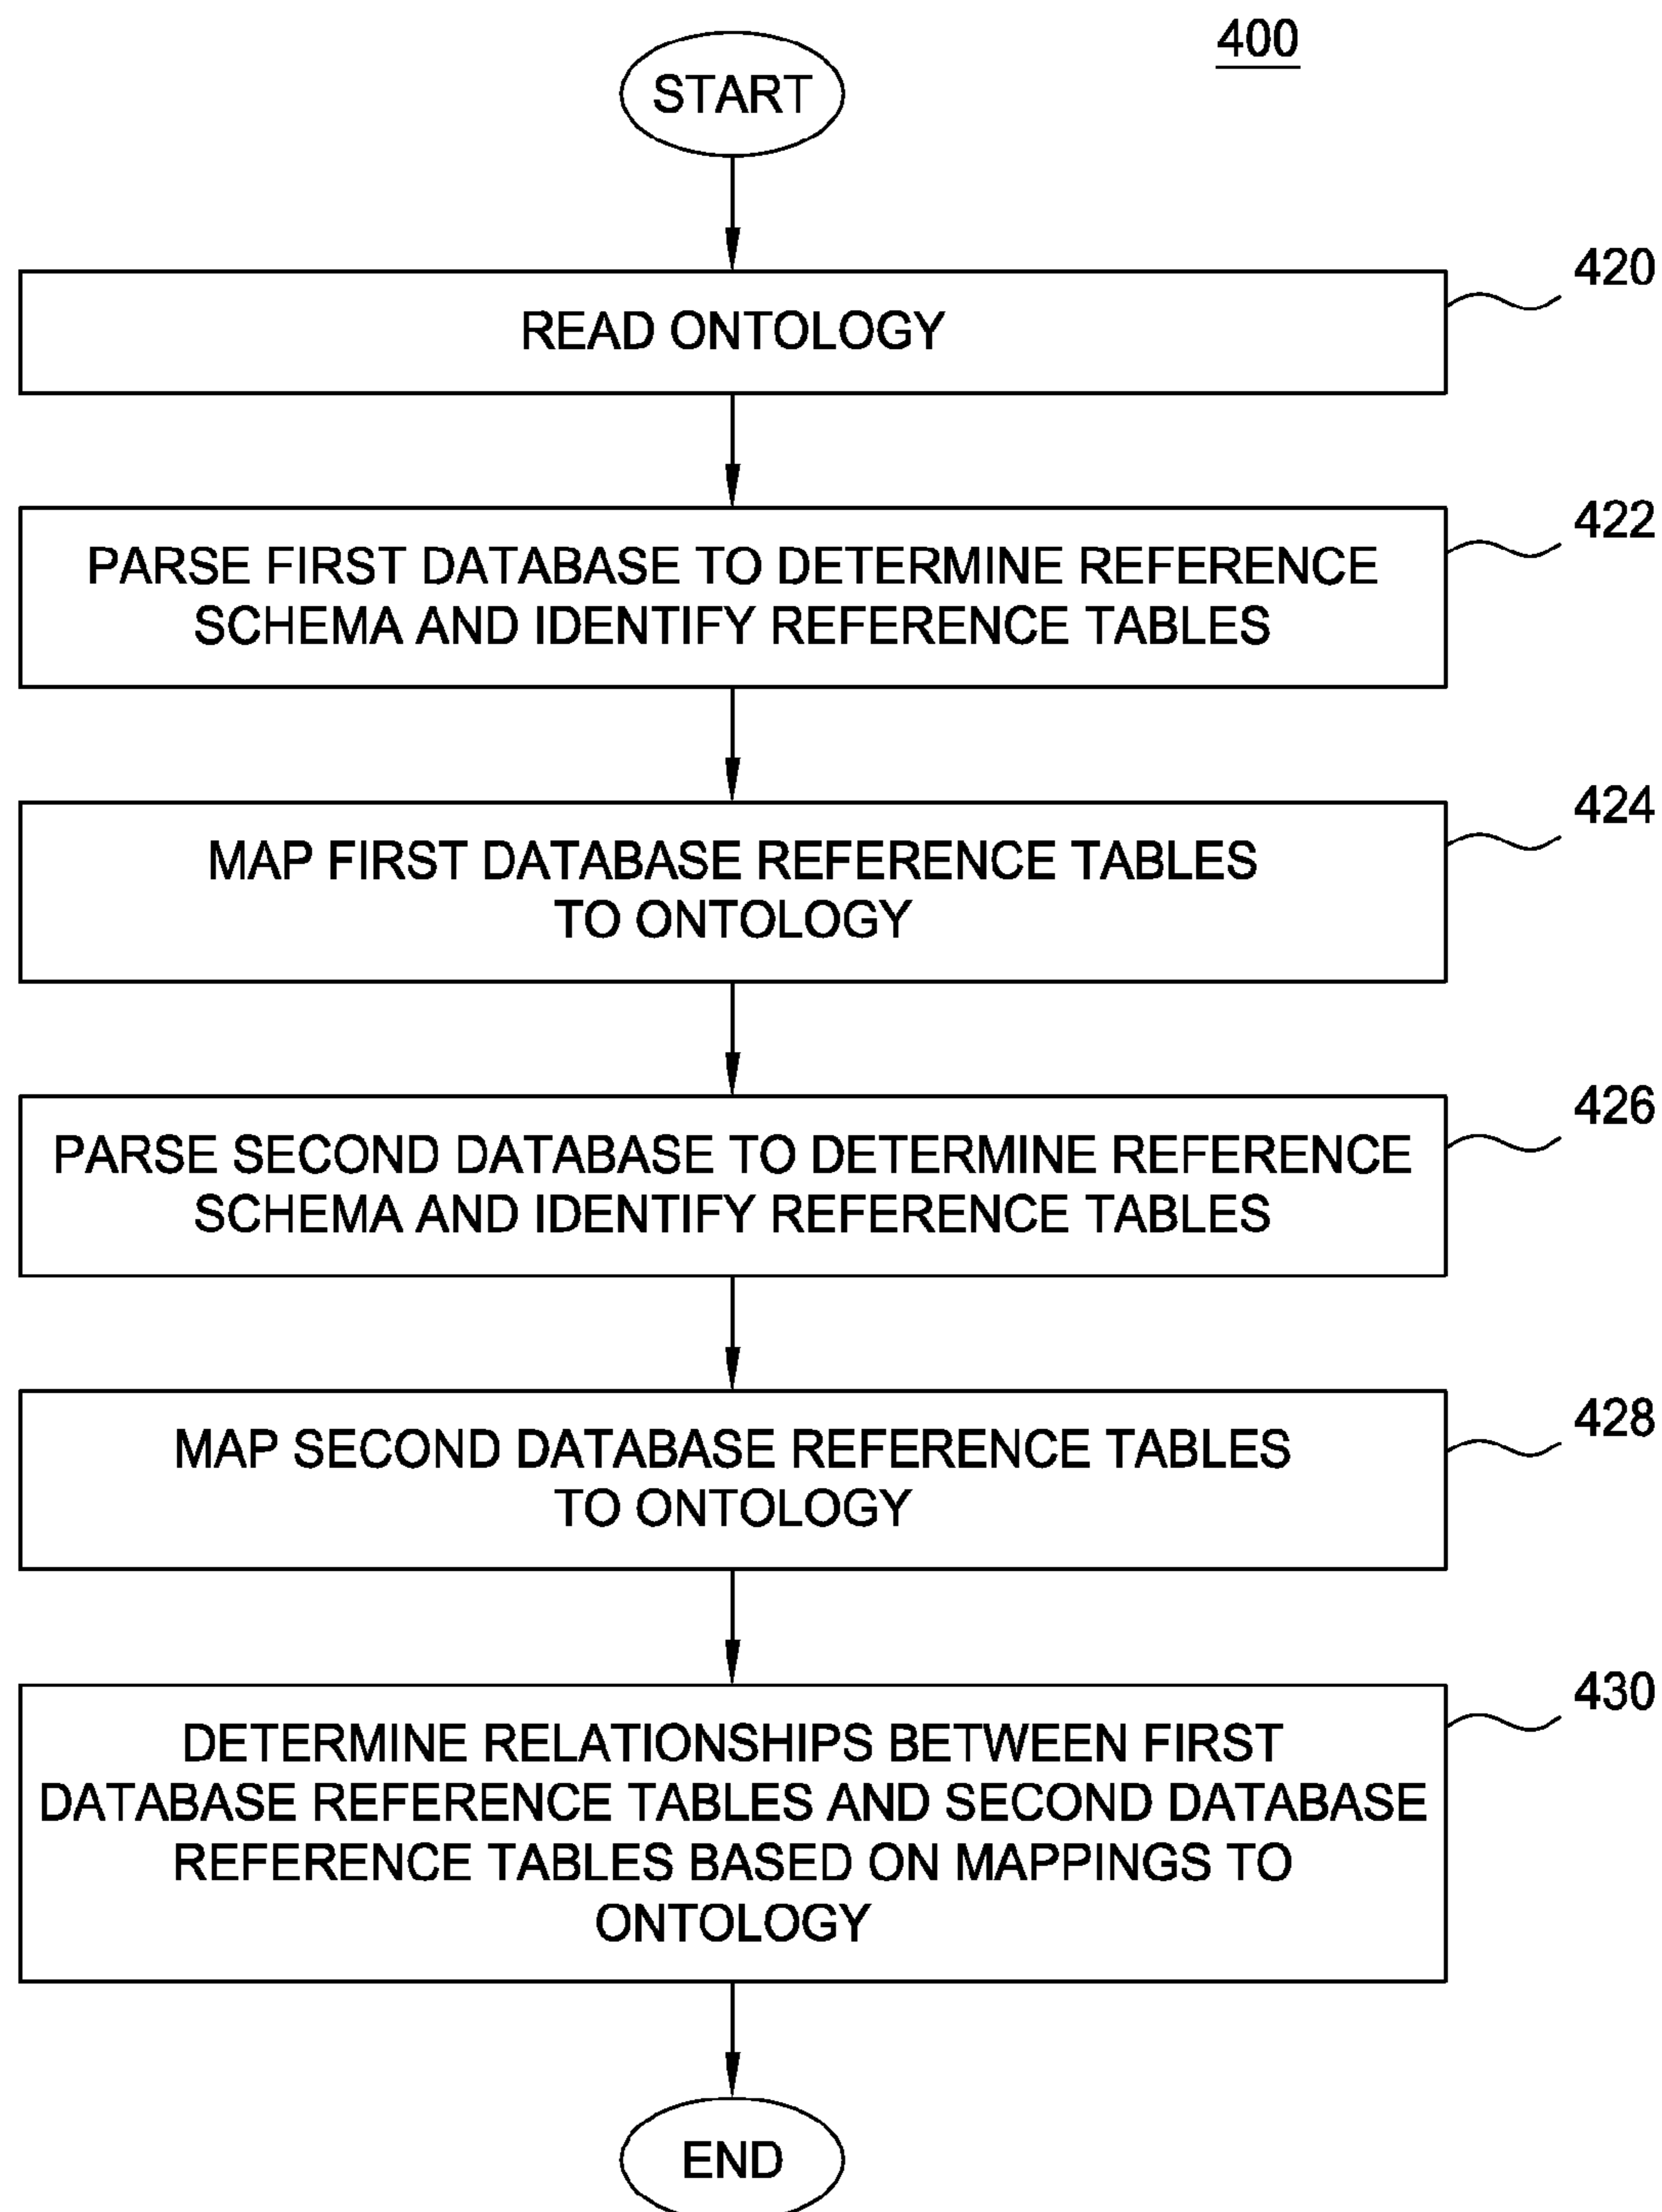 400
START
420
READ ONTOLOGY
422
PARSE FIRST DATABASE TO DETERMINE REFERENCE
SCHEMA AND IDENTIFY REFERENCE TABLES
424
MAP FIRST DATABASE REFERENCE TABLES
TO ONTOLOGY
426
PARSE SECOND DATABASE TO DETERMINE REFERENCE
SCHEMA AND IDENTIFY REFERENCE TABLES
428
MAP SECOND DATABASE REFERENCE TABLES
TO ONTOLOGY
430
DETERMINE RELATIONSHIPS BETWEEN FIRST
DATABASE REFERENCE TABLES AND SECOND DATABASE
REFERENCE TABLES BASED ON MAPPINGS TO
ONTOLOGY
END